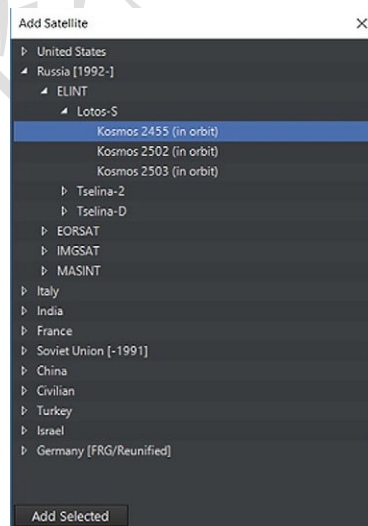 Add Satellite
United States
Russia [1992-]
ELINT
Lotos-S
Kosmos 2455 (in orbit)
Kosmos 2502 (in orbit)
Kosmos 2503 (in orbit)
Tselina-2
Tselina-D
EORSAT
IMGSAT
MASINT
Italy
India
France
Soviet Union [-1991]
China
Civilian
Turkey
Israel
Germany [FRG/Reunified]
Add Selected